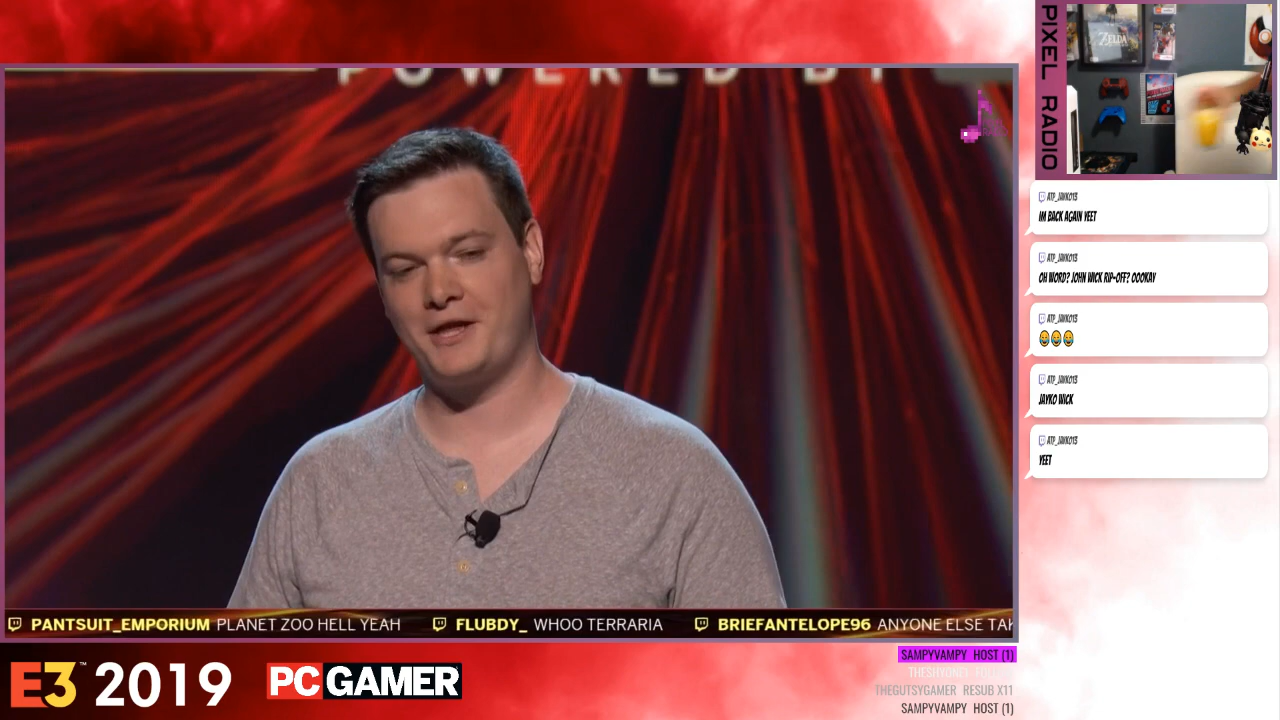 POWERED BY
PIXEL RADIO
ZELDA
ATP_JAYKO13
IM BACK AGAIN YEET
ATP_JAYKO13
OH WORD? JOHN WICK RIP-OFF? OOOKAY
ATP_JAYKO13
😂😂😂
ATP_JAYKO13
JAYKO WICK
ATP_JAYKO13
YEET
PANTSUIT_EMPORIUM PLANET ZOO HELL YEAH FLUBDY_ WHOO TERRARIA BRIEFANTELOPE96 ANYONE ELSE TAK
E3™ 2019 PC GAMER
SAMPYVAMPY HOST (1)
THEGUTSYGAMER RESUB X11
SAMPYVAMPY HOST (1)